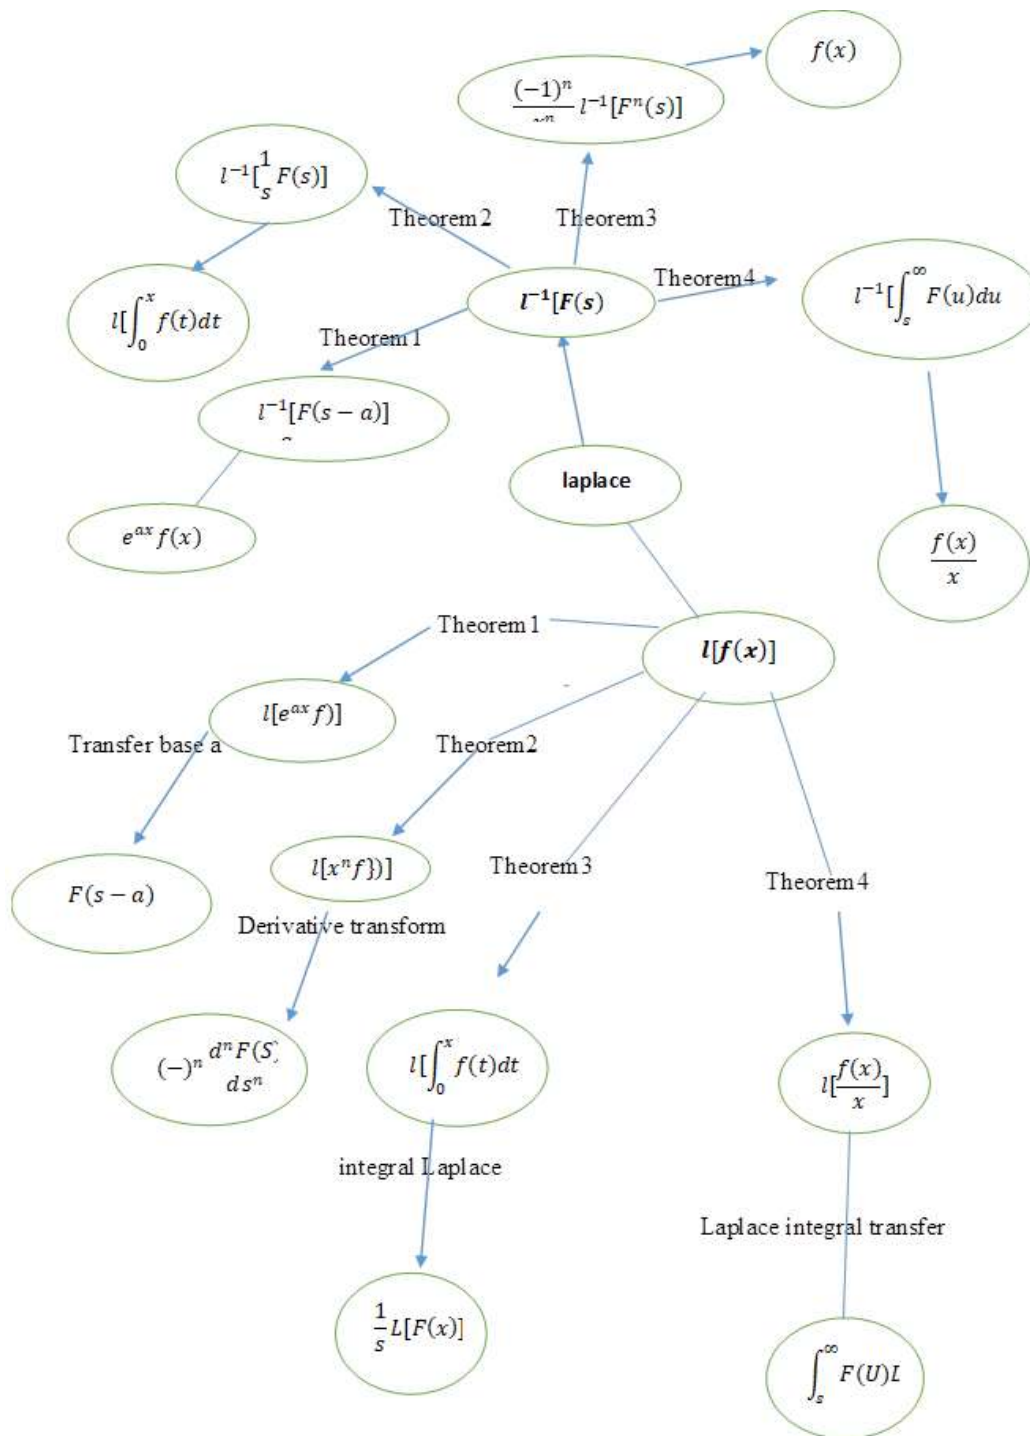 f(x)
(-1)^n/x^n l^{-1}[F^n(s)]
l^{-1}[1/s F(s)]
Theorem2
Theorem3
Theorem4
l^{-1}[F(s)
l^{-1}[∫_s^∞ F(u)du
l[∫_0^x f(t)dt
Theorem1
l^{-1}[F(s − a)]
laplace
e^{ax} f(x)
f(x)/x
Theorem1
l[f(x)]
l[e^{ax} f)]
Transfer base a
Theorem2
l[x^n f})]
Theorem3
Theorem4
F(s − a)
Derivative transform
(−)^n d^n F(S)/ds^n
l[∫_0^x f(t)dt
l[f(x)/x]
integral Laplace
Laplace integral transfer
1/s L[F(x)]
∫_s^∞ F(U)